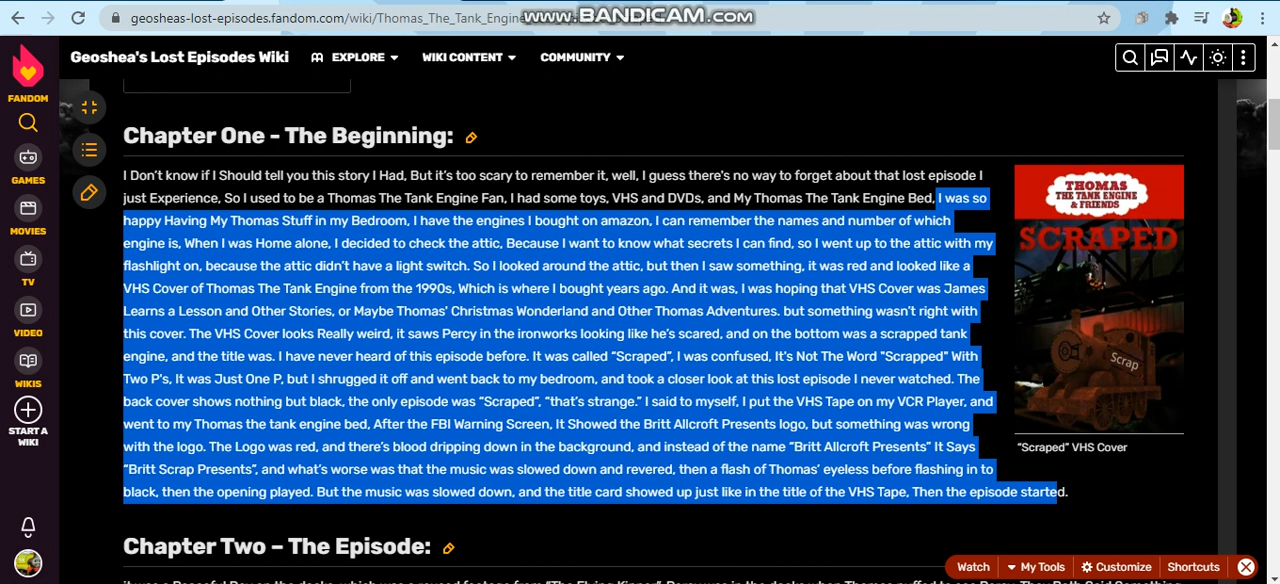 geosheas-lost-episodes.fandom.com/wiki/Thomas_The_Tank_Engine
www.BANDICAM.com
Geoshea's Lost Episodes Wiki
EXPLORE
WIKI CONTENT
COMMUNITY
FANDOM
GAMES
MOVIES
TV
VIDEO
WIKIS
START A
WIKI
Chapter One - The Beginning:
I Don't know if I Should tell you this story I Had, But it's too scary to remember it, well, I guess there's no way to forget about that lost episode I
just Experience, So I used to be a Thomas The Tank Engine Fan, I had some toys, VHS and DVDs, and My Thomas The Tank Engine Bed, I was so
happy Having My Thomas Stuff in my Bedroom, I have the engines I bought on amazon, I can remember the names and number of which
engine is, When I was Home alone, I decided to check the attic, Because I want to know what secrets I can find, so I went up to the attic with my
flashlight on, because the attic didn't have a light switch. So I looked around the attic, but then I saw something, it was red and looked like a
VHS Cover of Thomas The Tank Engine from the 1990s, Which is where I bought years ago. And it was, I was hoping that VHS Cover was James
Learns a Lesson and Other Stories, or Maybe Thomas' Christmas Wonderland and Other Thomas Adventures. but something wasn't right with
this cover. The VHS Cover looks Really weird, it saws Percy in the ironworks looking like he's scared, and on the bottom was a scrapped tank
engine, and the title was. I have never heard of this episode before. It was called “Scraped”, I was confused, It's Not The Word "Scrapped" With
Two P's, It was Just One P, but I shrugged it off and went back to my bedroom, and took a closer look at this lost episode I never watched. The
back cover shows nothing but black, the only episode was “Scraped”, “that's strange.” I said to myself, I put the VHS Tape on my VCR Player, and
went to my Thomas the tank engine bed, After the FBI Warning Screen, It Showed the Britt Allcroft Presents logo, but something was wrong
with the logo. The Logo was red, and there's blood dripping down in the background, and instead of the name “Britt Allcroft Presents” It Says
“Britt Scrap Presents”, and what's worse was that the music was slowed down and revered, then a flash of Thomas' eyeless before flashing in to
black, then the opening played. But the music was slowed down, and the title card showed up just like in the title of the VHS Tape, Then the episode started.
THOMAS
THE TANK ENGINE
& FRIENDS
SCRAPED
Scrap
“Scraped” VHS Cover
Chapter Two – The Episode:
Watch
My Tools
Customize
Shortcuts